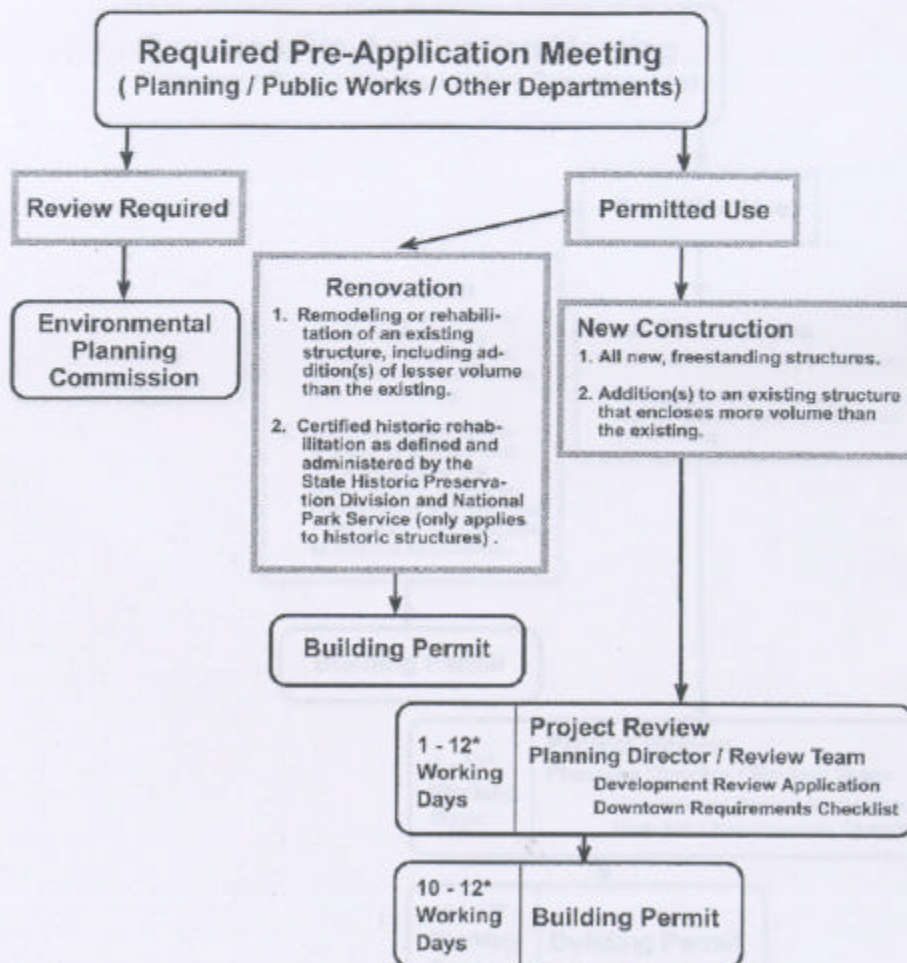 Required Pre-Application Meeting
( Planning / Public Works / Other Departments)
Review Required
Permitted Use
Environmental
Planning
Commission
Renovation
1. Remodeling or rehabili-
tation of an existing
structure, including ad-
dition(s) of lesser volume
than the existing.
2. Certified historic rehab-
ilitation as defined and
administered by the
State Historic Preserva-
tion Division and National
Park Service (only applies
to historic structures) .
New Construction
1. All new, freestanding structures.
2. Addition(s) to an existing structure
that encloses more volume than
the existing.
Building Permit
1 - 12*
Working
Days
Project Review
Planning Director / Review Team
Development Review Application
Downtown Requirements Checklist
10 - 12*
Working
Days
Building Permit